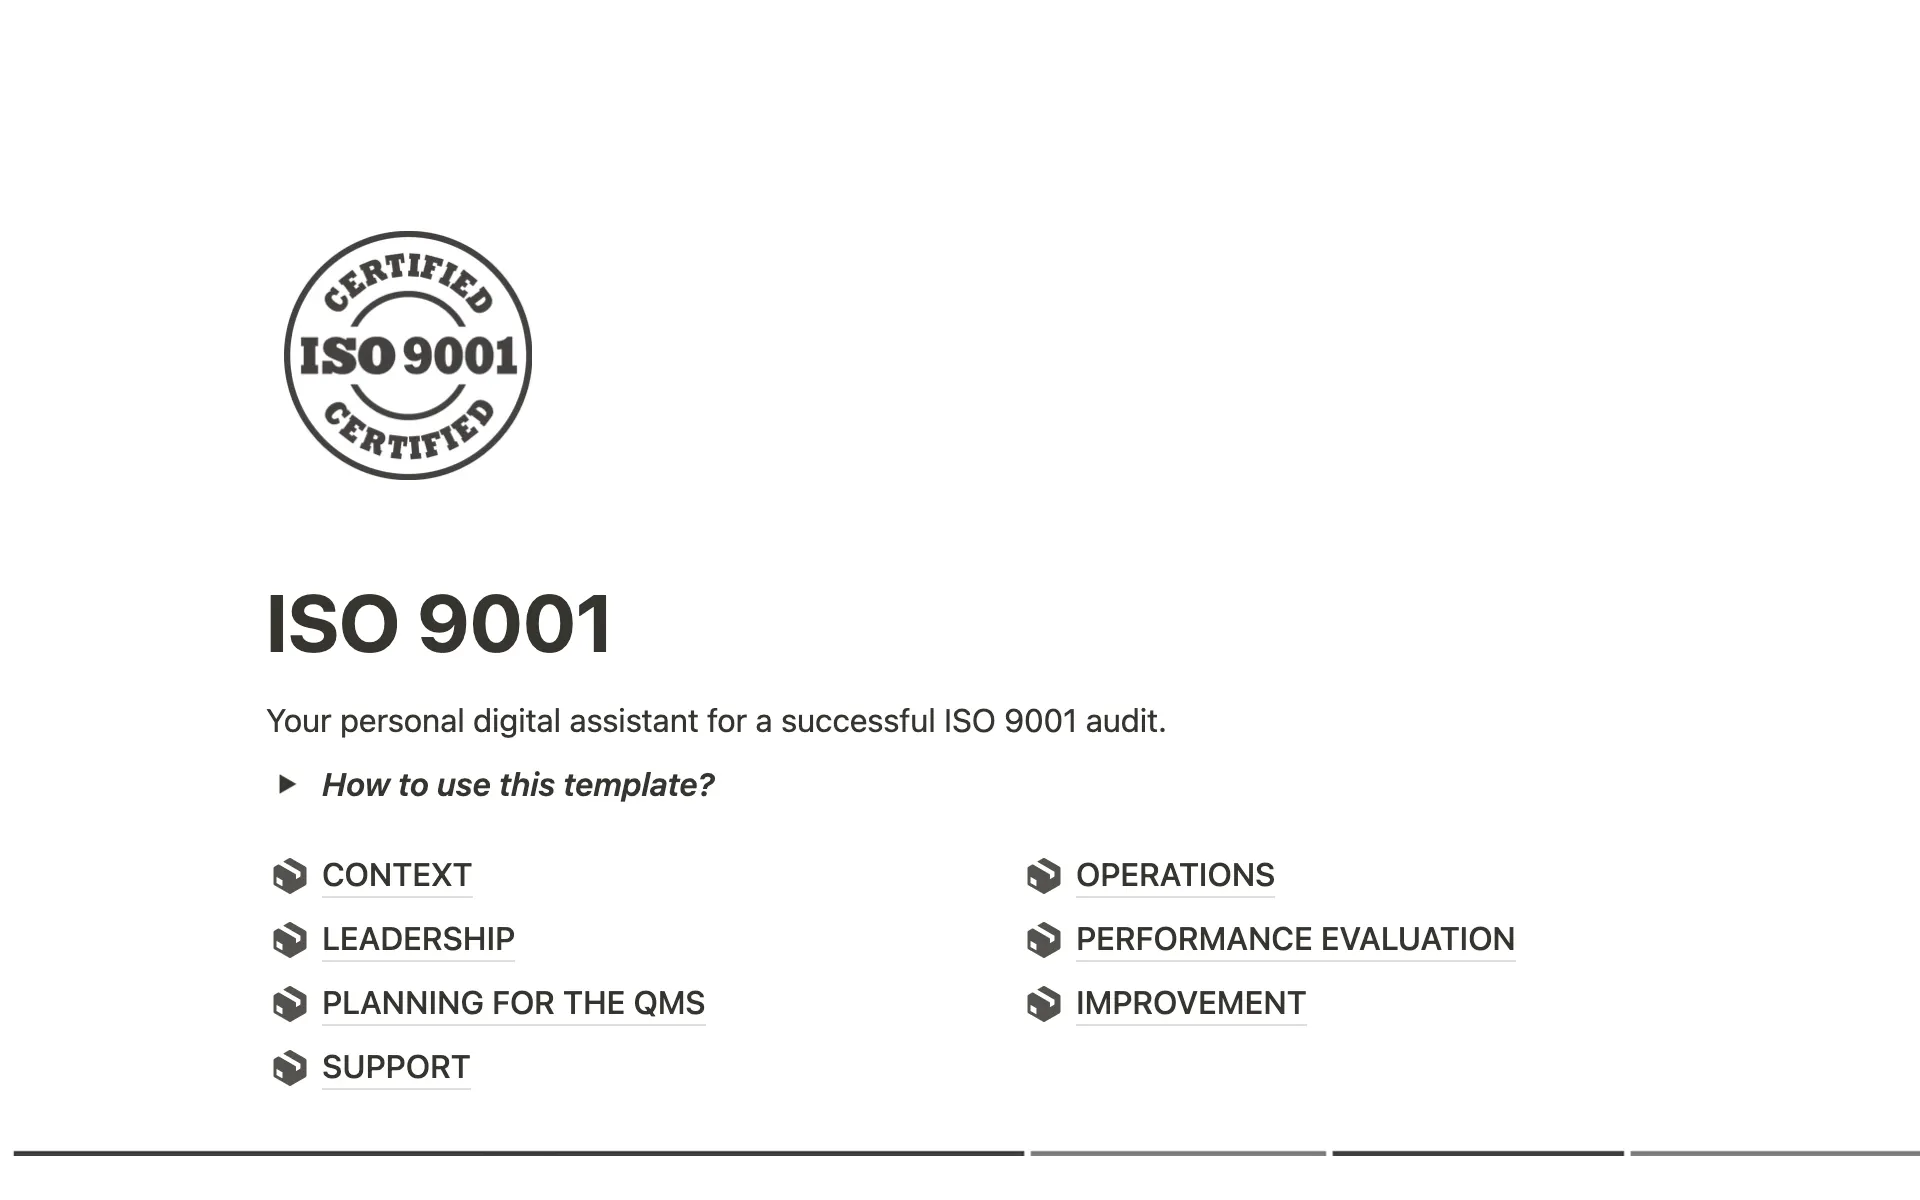 CERTIFIED
ISO 9001
CERTIFIED
ISO 9001
Your personal digital assistant for a successful ISO 9001 audit.
How to use this template?
CONTEXT
LEADERSHIP
PLANNING FOR THE QMS
SUPPORT
OPERATIONS
PERFORMANCE EVALUATION
IMPROVEMENT